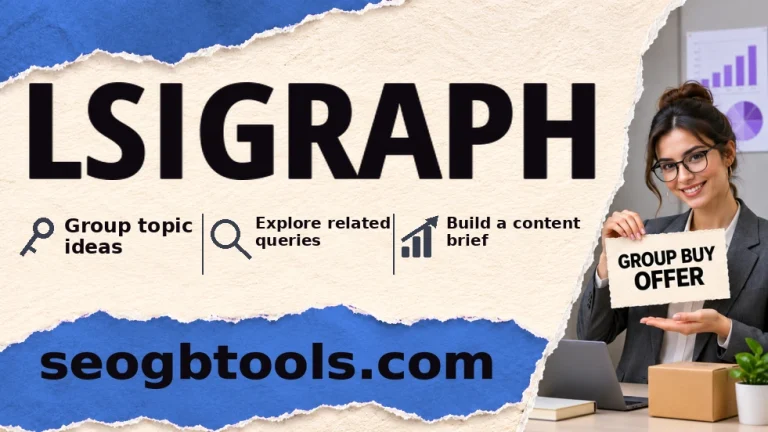 LSIGRAPH
Group topic
ideas
Explore related
queries
Build a content
brief
GROUP BUY
OFFER
seogbtools.com